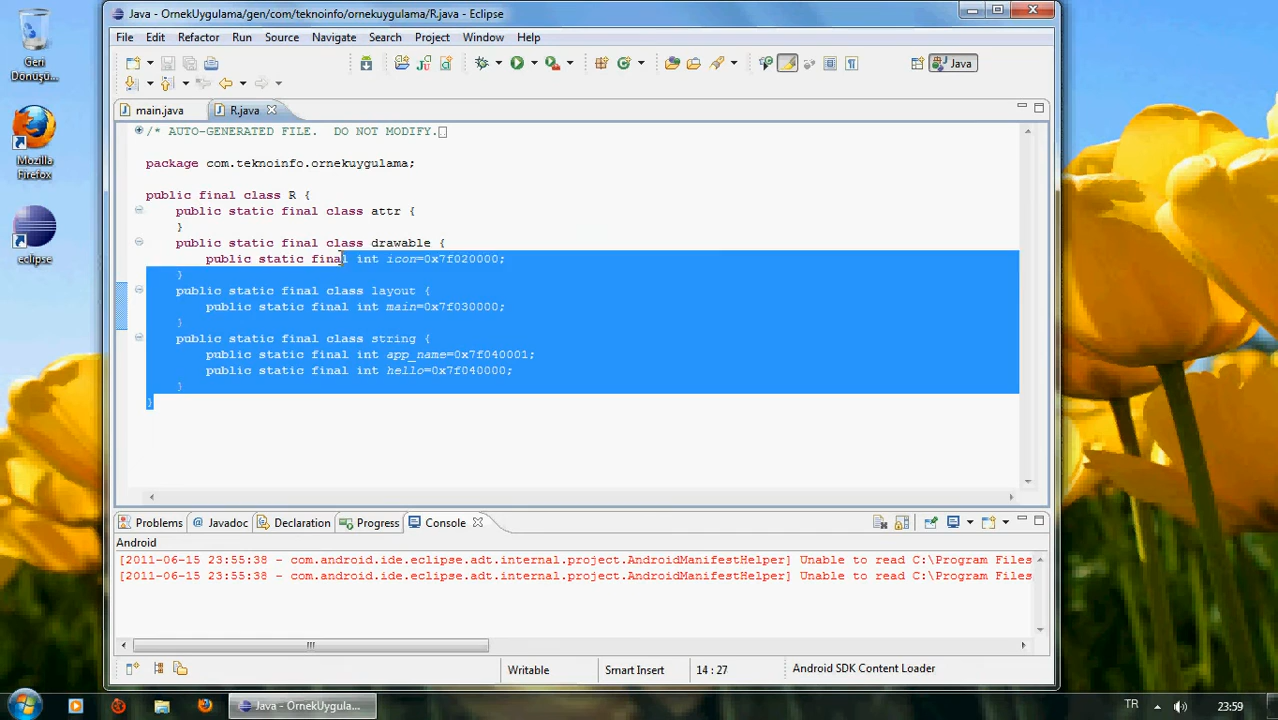 Java - OrnekUygulama/gen/com/teknoinfo/ornekuygulama/R.java - Eclipse
File Edit Refactor Run Source Navigate Search Project Window Help
Java
main.java R.java
/* AUTO-GENERATED FILE. DO NOT MODIFY.
package com.teknoinfo.ornekuygulama;
public final class R {
public static final class attr {
}
public static final class drawable {
public static final int icon=0x7f020000;
}
public static final class layout {
public static final int main=0x7f030000;
}
public static final class string {
public static final int app_name=0x7f040001;
public static final int hello=0x7f040000;
}
}
Problems @ Javadoc Declaration Progress Console
Android
[2011-06-15 23:55:38 - com.android.ide.eclipse.adt.internal.project.AndroidManifestHelper] Unable to read C:\Program Files
[2011-06-15 23:55:38 - com.android.ide.eclipse.adt.internal.project.AndroidManifestHelper] Unable to read C:\Program Files
Writable Smart Insert 14 : 27 Android SDK Content Loader
Geri
Dönüşü...
Mozilla
Firefox
eclipse
Java - OrnekUygula... TR 23:59